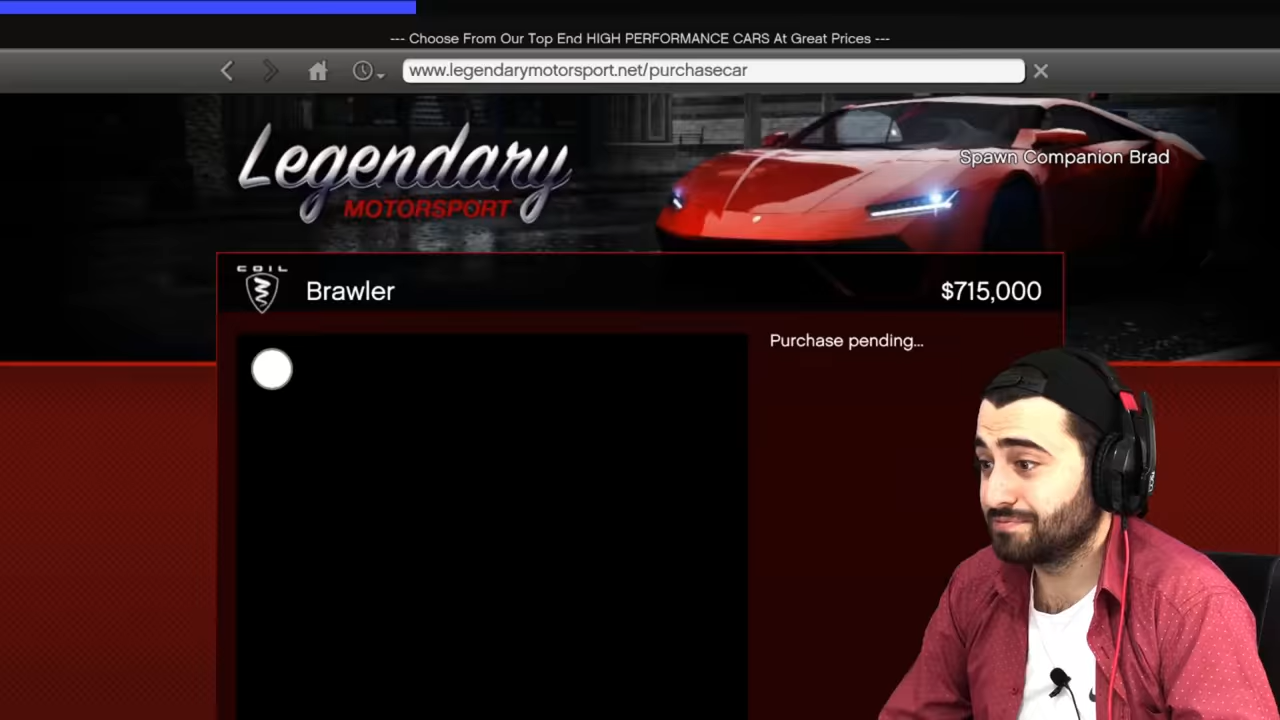 --- Choose From Our Top End HIGH PERFORMANCE CARS At Great Prices ---
www.legendarymotorsport.net/purchasecar
Legendary
MOTORSPORT
Spawn Companion Brad
COIL
Brawler
$715,000
Purchase pending...